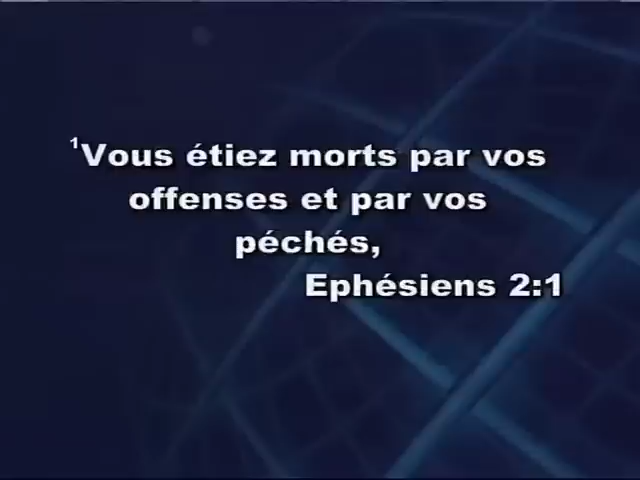 ¹Vous étiez morts par vos
offenses et par vos
péchés,
Ephésiens 2:1